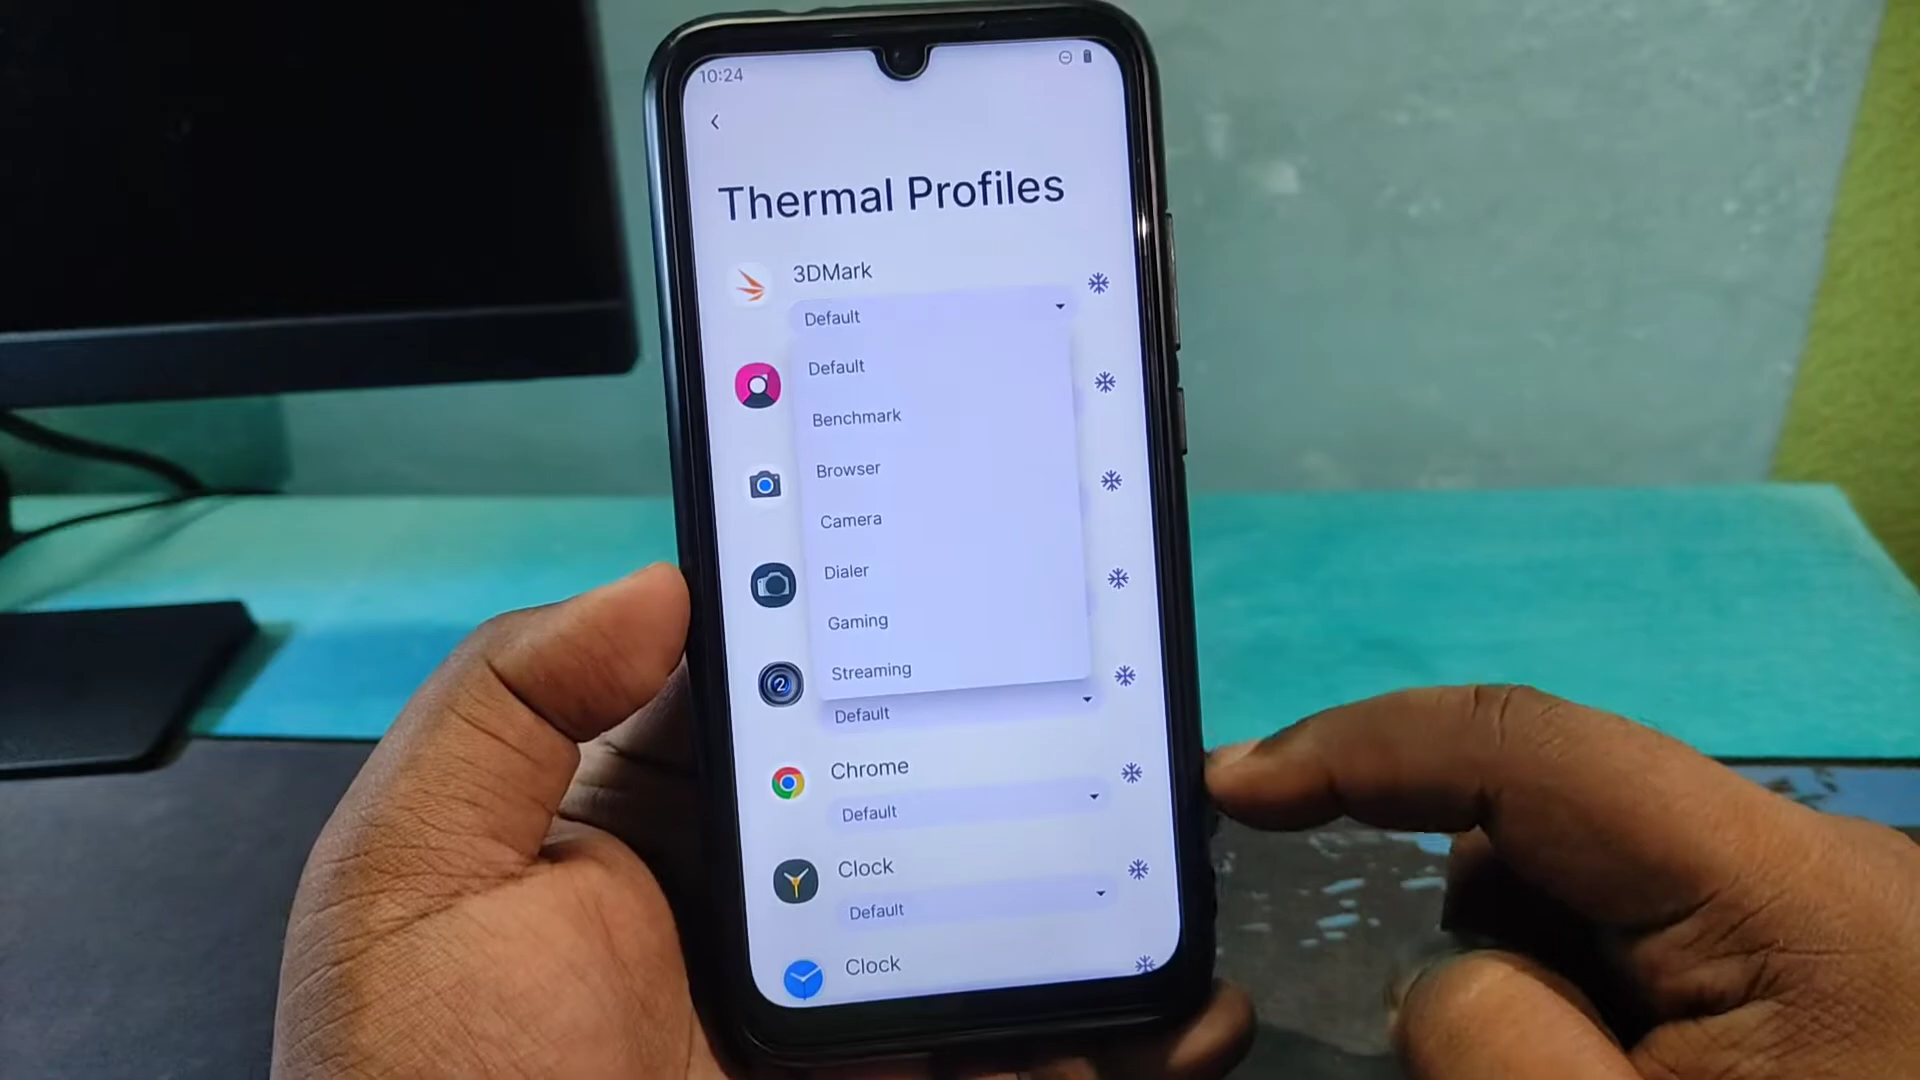 10:24
Thermal Profiles
3DMark
Default
Default
Benchmark
Browser
Camera
Dialer
Gaming
Streaming
2
Default
Chrome
Default
Clock
Default
Clock